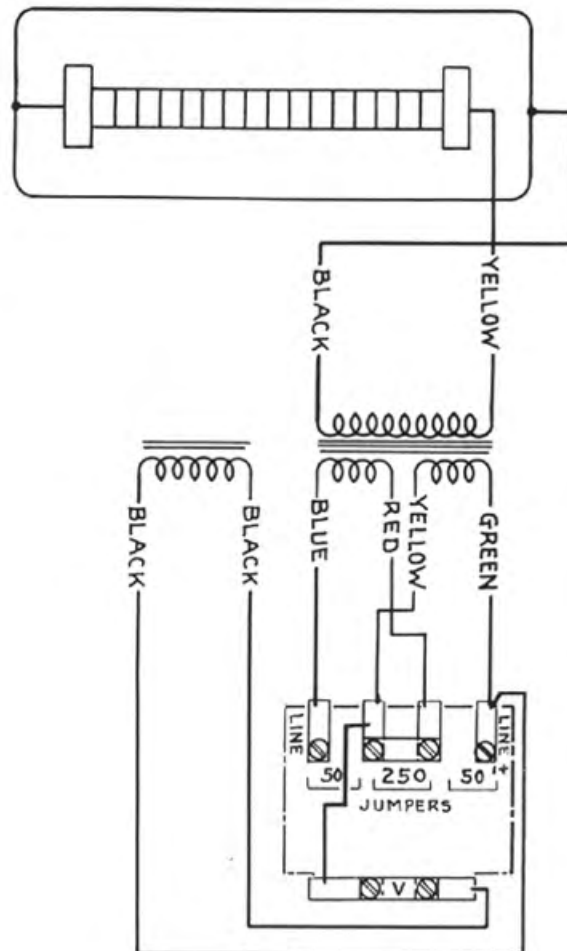 BLACK
YELLOW
BLACK
BLACK
BLUE
RED
YELLOW
GREEN
LINE
LINE +
50 250 50
JUMPERS
V